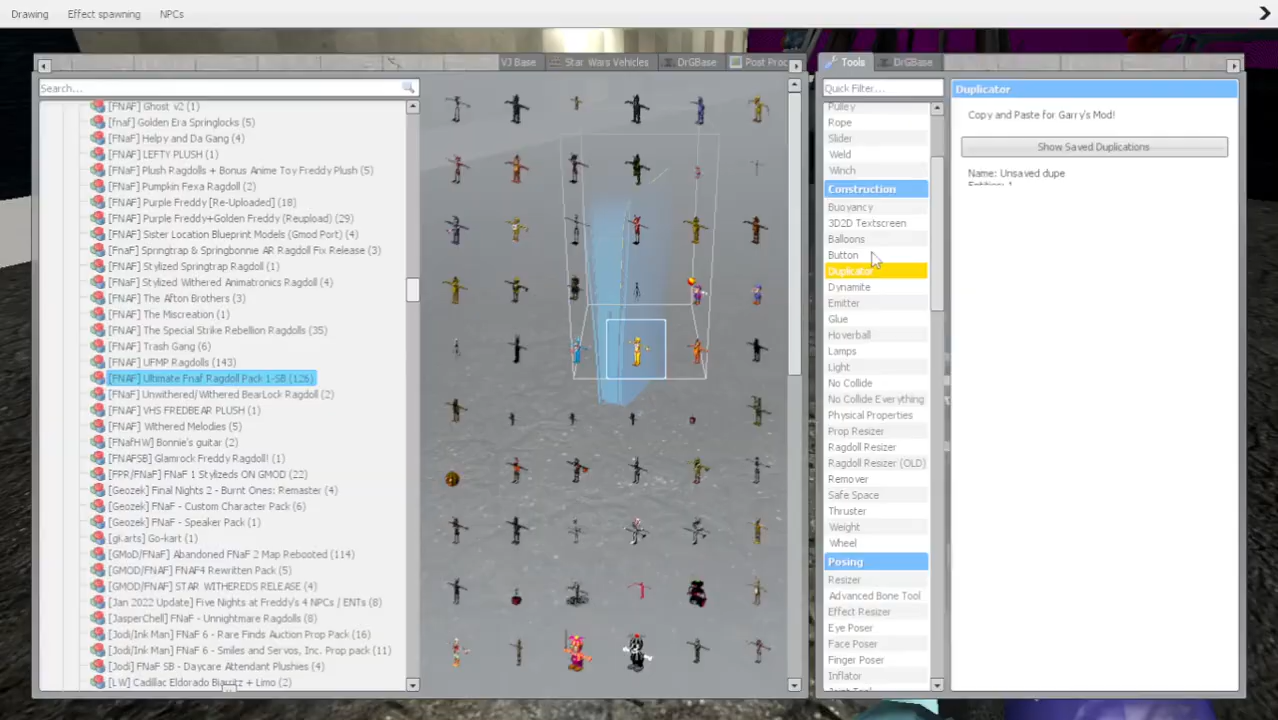 Drawing
Effect spawning
NPCs
VJ Base
Star Wars Vehicles
DrGBase
Post Proc
Search...
[FNAF] Ghost v2 (1)
[fnaf] Golden Era Springlocks (5)
[FNaF] Helpy and Da Gang (4)
[FNAF] LEFTY PLUSH (1)
[FNaF] Plush Ragdolls + Bonus Anime Toy Freddy Plush (5)
[FNAF] Pumpkin Fexa Ragdoll (2)
[FNAF] Purple Freddy [Re-Uploaded] (18)
[FNAF] Purple Freddy+Golden Freddy (Reupload) (29)
[FNAF] Sister Location Blueprint Models (Gmod Port) (4)
[FnaF] Springtrap & Springbonnie AR Ragdoll Fix Release (3)
[FNAF] Stylized Springtrap Ragdoll (1)
[FNAF] Stylized Withered Animatronics Ragdoll (4)
[FNAF] The Afton Brothers (3)
[FNAF] The Miscreation (1)
[FNAF] The Special Strike Rebellion Ragdolls (35)
[FNAF] Trash Gang (6)
[FNAF] UFMP Ragdolls (143)
[FNAF] Ultimate Fnaf Ragdoll Pack 1-SB (126)
[FNAF] Unwithered/Withered BearLock Ragdoll (2)
[FNAF] VHS FREDBEAR PLUSH (1)
[FNAF] Withered Melodies (5)
[FNafHW] Bonnie's guitar (2)
[FNAFSB] Glamrock Freddy Ragdoll! (1)
[FPR/FNaF] FNaF 1 Stylizeds ON GMOD (22)
[Geozek] Final Nights 2 - Burnt Ones: Remaster (4)
[Geozek] FNaF - Custom Character Pack (6)
[Geozek] FNaF - Speaker Pack (1)
[gkarts] Go-kart (1)
[GMoD/FNaF] Abandoned FNaF 2 Map Rebooted (114)
[GMOD/FNAF] FNAF4 Rewritten Pack (5)
[GMOD/FNAF] STAR WITHEREDS RELEASE (4)
[Jan 2022 Update] Five Nights at Freddy's 4 NPCs / ENTs (8)
[JasperChell] FNaF - Unnightmare Ragdolls (8)
[Jodi/Ink Man] FNaF 6 - Rare Finds Auction Prop Pack (16)
[Jodi/Ink Man] FNaF 6 - Smiles and Servos, Inc. Prop pack (11)
[Jodi] FNAF SB - Daycare Attendant Plushies (4)
[LW] Cadillac Eldorado Biarritz + Limo (2)
Tools
DrGBase
Quick Filter...
Pulley
Rope
Slider
Weld
Winch
Construction
Buoyancy
3D2D Textscreen
Balloons
Button
Duplicator
Dynamite
Emitter
Glue
Hoverball
Lamps
Light
No Collide
No Collide Everything
Physical Properties
Prop Resizer
Ragdoll Resizer
Ragdoll Resizer (OLD)
Remover
Safe Space
Thruster
Weight
Wheel
Posing
Resizer
Advanced Bone Tool
Effect Resizer
Eye Poser
Face Poser
Finger Poser
Inflator
Joint Tool
Duplicator
Copy and Paste for Garry's Mod!
Show Saved Duplications
Name: Unsaved dupe
Entities: 1